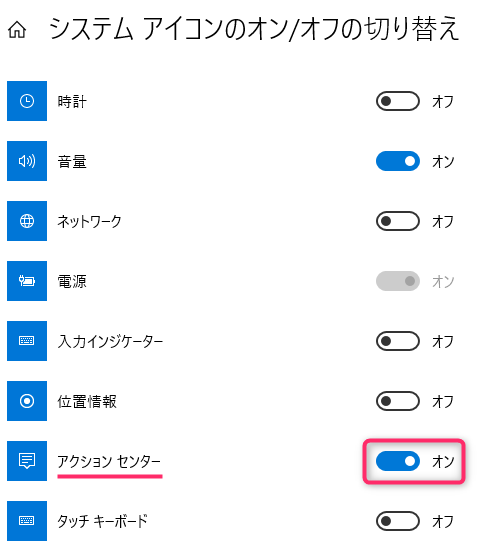 システム アイコンのオン/オフの切り替え
時計 オフ
音量 オン
ネットワーク オフ
電源 オン
入力インジケーター オフ
位置情報 オフ
アクション センター オン
タッチ キーボード オフ